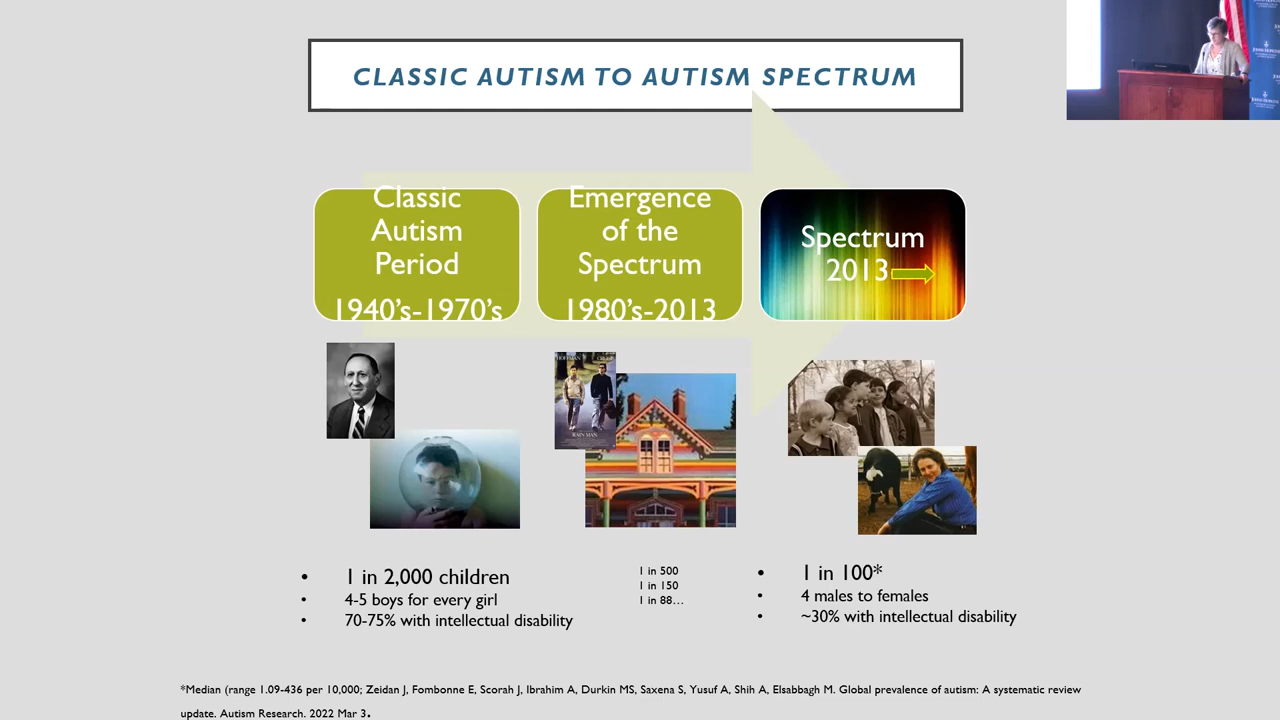 CLASSIC AUTISM TO AUTISM SPECTRUM
Classic
Autism
Period
1940's-1970's
Emergence
of the
Spectrum
1980's-2013
Spectrum
2013
HOFFMAN
RAIN MAN
• 1 in 2,000 children
• 4-5 boys for every girl
• 70-75% with intellectual disability
1 in 500
1 in 150
1 in 88…
• 1 in 100*
• 4 males to females
• ~30% with intellectual disability
*Median (range 1.09-436 per 10,000; Zeidan J, Fombonne E, Scorah J, Ibrahim A, Durkin MS, Saxena S, Yusuf A, Shih A, Elsabbagh M. Global prevalence of autism: A systematic review
update. Autism Research. 2022 Mar 3.